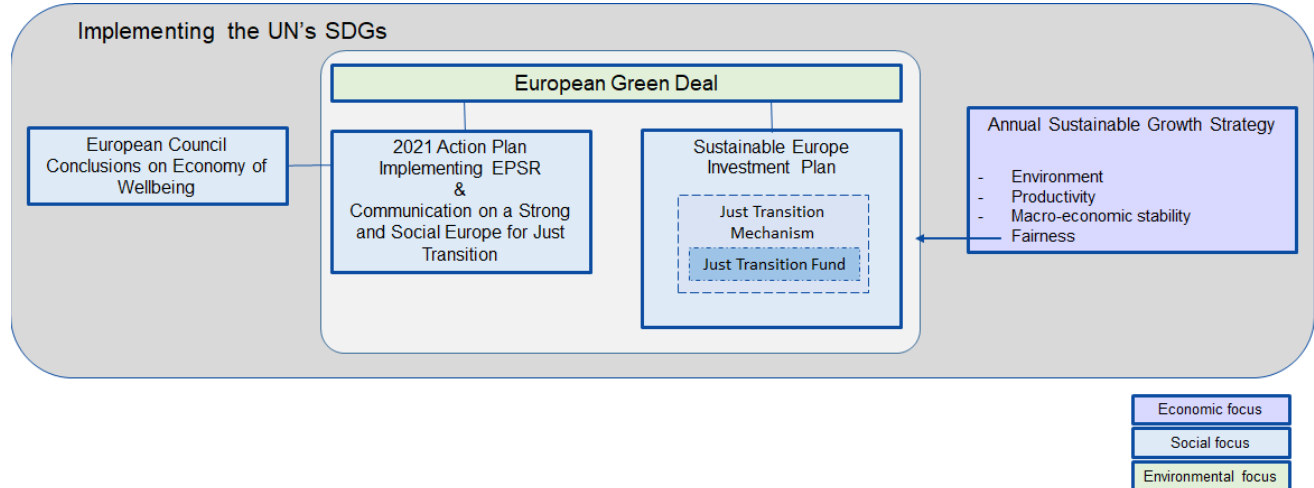 Implementing the UN's SDGs
European Green Deal
European Council
Conclusions on Economy of
Wellbeing
2021 Action Plan
Implementing EPSR
&
Communication on a Strong
and Social Europe for Just
Transition
Sustainable Europe
Investment Plan
Just Transition
Mechanism
Just Transition Fund
Annual Sustainable Growth Strategy
- Environment
- Productivity
- Macro-economic stability
- Fairness
Economic focus
Social focus
Environmental focus